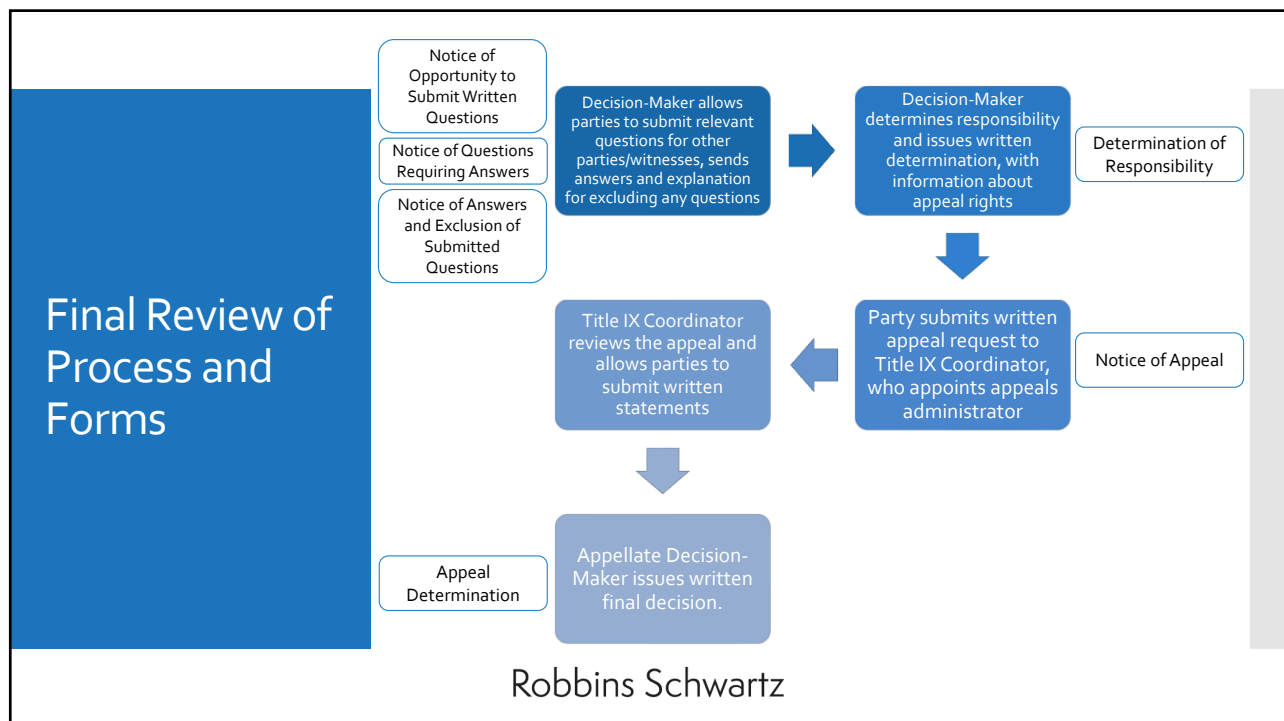 Final Review of
Process and
Forms
Notice of
Opportunity to
Submit Written
Questions
Notice of Questions
Requiring Answers
Notice of Answers
and Exclusion of
Submitted
Questions
Decision-Maker allows
parties to submit relevant
questions for other
parties/witnesses, sends
answers and explanation
for excluding any questions
Decision-Maker
determines responsibility
and issues written
determination, with
information about
appeal rights
Determination of
Responsibility
Party submits written
appeal request to
Title IX Coordinator,
who appoints appeals
administrator
Notice of Appeal
Title IX Coordinator
reviews the appeal and
allows parties to
submit written
statements
Appeal
Determination
Appellate Decision-
Maker issues written
final decision.
Robbins Schwartz